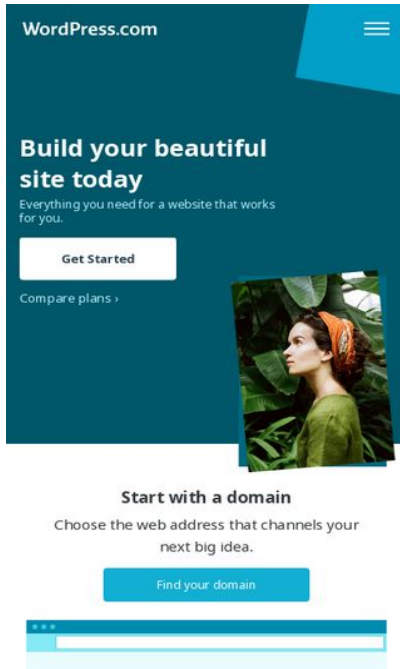 WordPress.com
Build your beautiful
site today
Everything you need for a website that works
for you.
Get Started
Compare plans ›
Start with a domain
Choose the web address that channels your
next big idea.
Find your domain